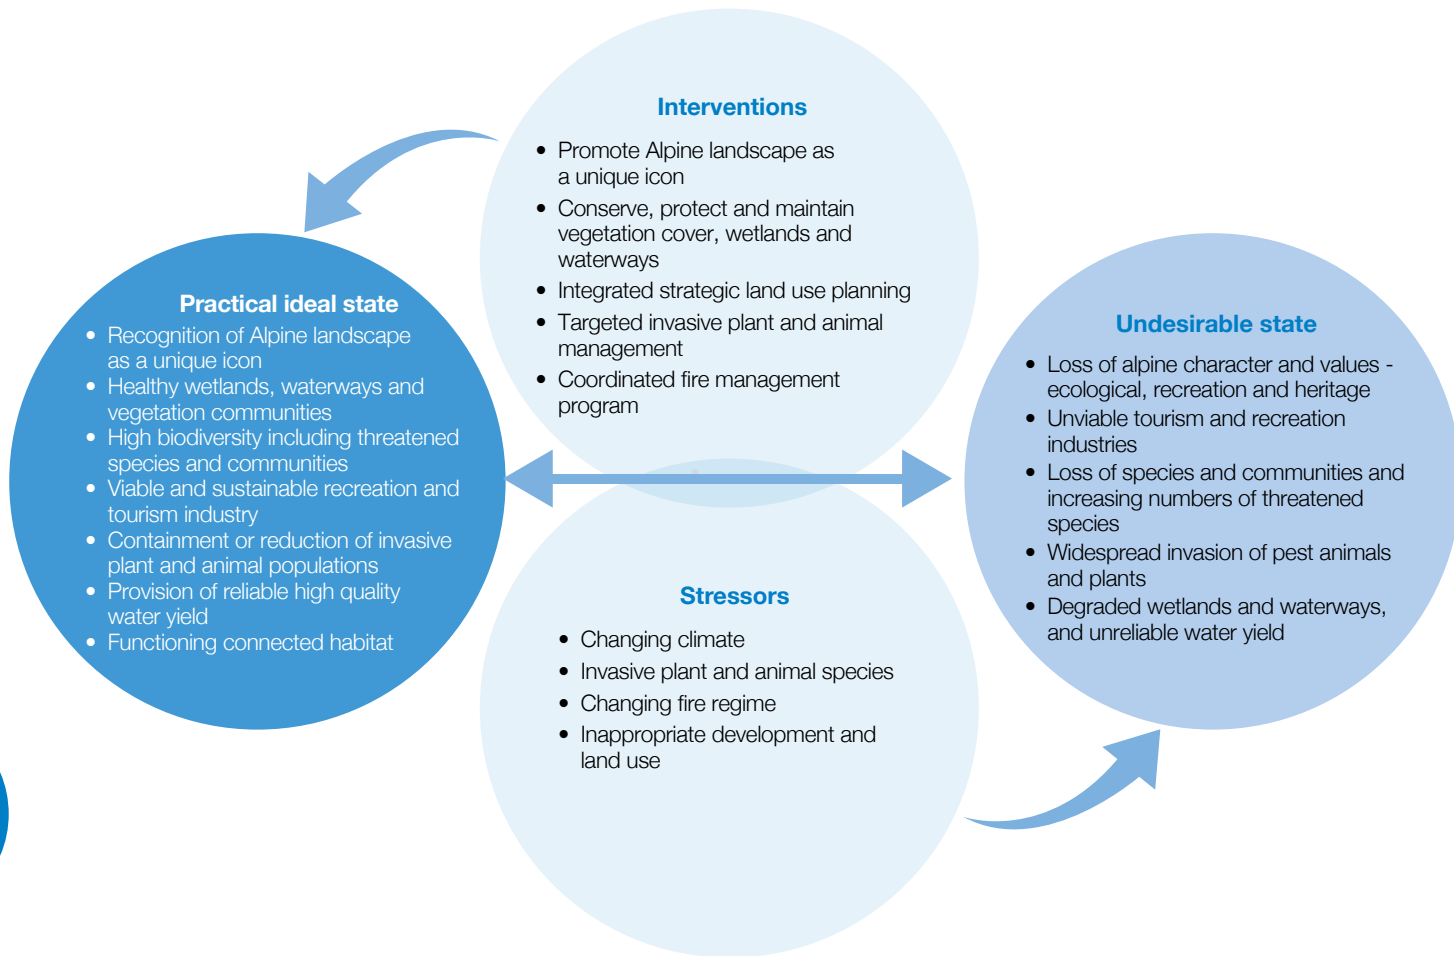 Interventions
• Promote Alpine landscape as
a unique icon
• Conserve, protect and maintain
vegetation cover, wetlands and
waterways
• Integrated strategic land use planning
• Targeted invasive plant and animal
management
• Coordinated fire management
program
Practical ideal state
• Recognition of Alpine landscape
as a unique icon
• Healthy wetlands, waterways and
vegetation communities
• High biodiversity including threatened
species and communities
• Viable and sustainable recreation and
tourism industry
• Containment or reduction of invasive
plant and animal populations
• Provision of reliable high quality
water yield
• Functioning connected habitat
Undesirable state
• Loss of alpine character and values -
ecological, recreation and heritage
• Unviable tourism and recreation
industries
• Loss of species and communities and
increasing numbers of threatened
species
• Widespread invasion of pest animals
and plants
• Degraded wetlands and waterways,
and unreliable water yield
Stressors
• Changing climate
• Invasive plant and animal species
• Changing fire regime
• Inappropriate development and
land use